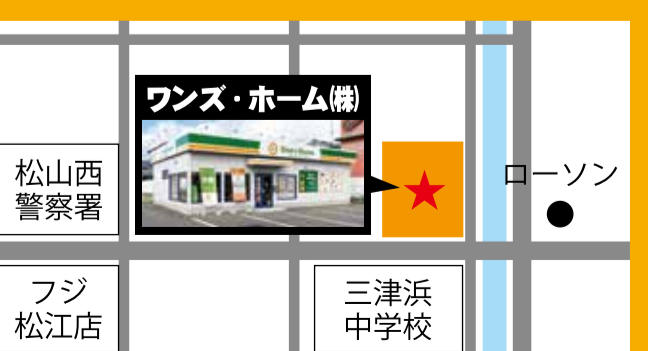 ワンズ・ホーム㈱
松山西
警察署
ローソン
フジ
松江店
三津浜
中学校